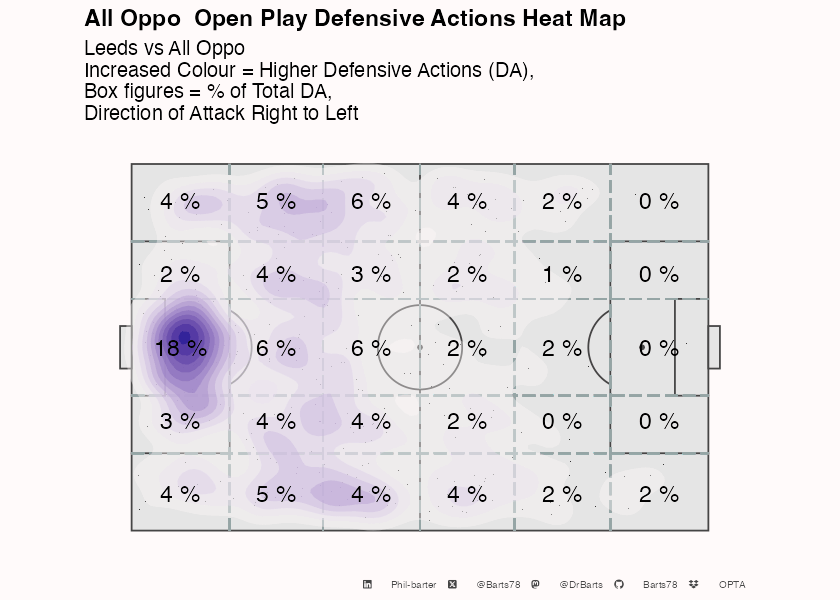 All Oppo  Open Play Defensive Actions Heat Map
Leeds vs All Oppo
Increased Colour = Higher Defensive Actions (DA),
Box figures = % of Total DA,
Direction of Attack Right to Left
4 % 5 % 6 % 4 % 2 % 0 %
2 % 4 % 3 % 2 % 1 % 0 %
18 % 6 % 6 % 2 % 2 % 0 %
3 % 4 % 4 % 2 % 0 % 0 %
4 % 5 % 4 % 4 % 2 % 2 %
Phil-barter @Barts78 @DrBarts Barts78 OPTA